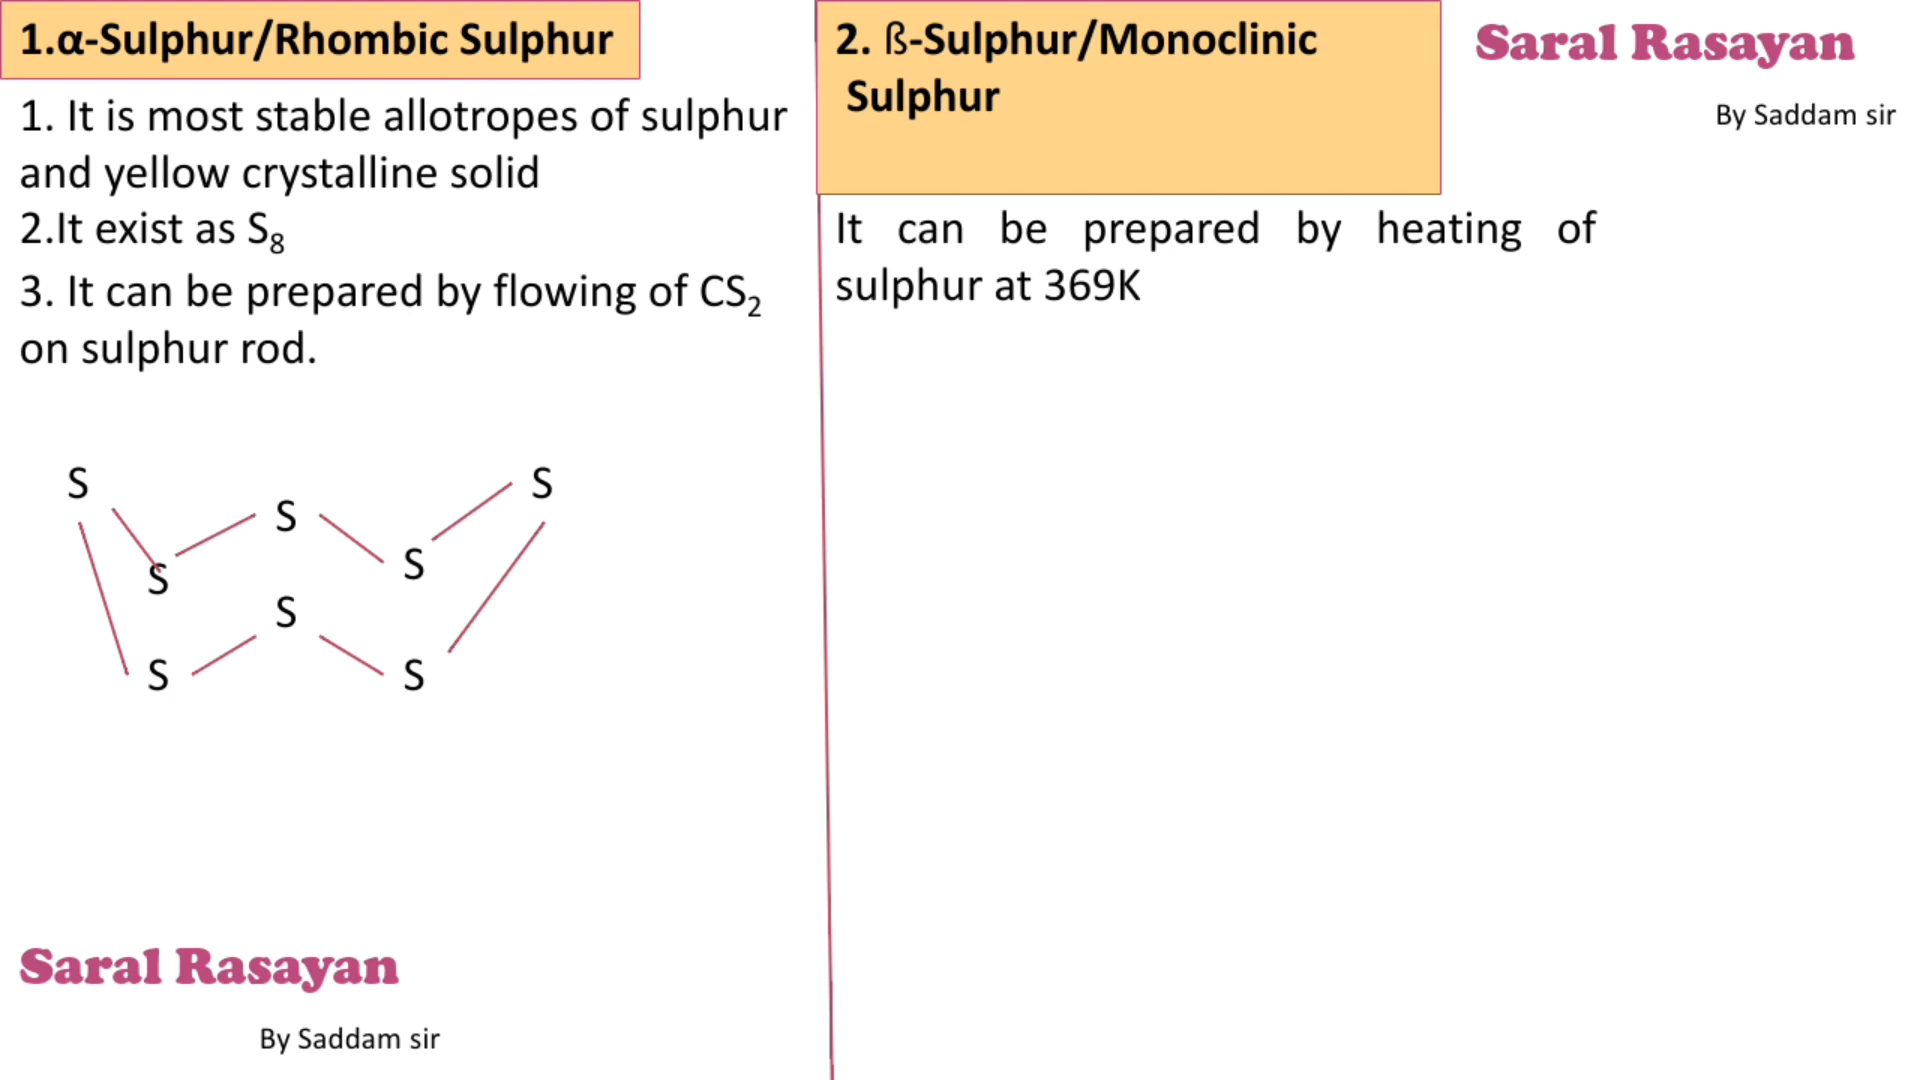 1.α-Sulphur/Rhombic Sulphur
1. It is most stable allotropes of sulphur
and yellow crystalline solid
2.It exist as S₈
3. It can be prepared by flowing of CS₂
on sulphur rod.
S
S
S
S
S
S
S
S
Saral Rasayan
By Saddam sir
2. ß-Sulphur/Monoclinic
Sulphur
It can be prepared by heating of
sulphur at 369K
Saral Rasayan
By Saddam sir